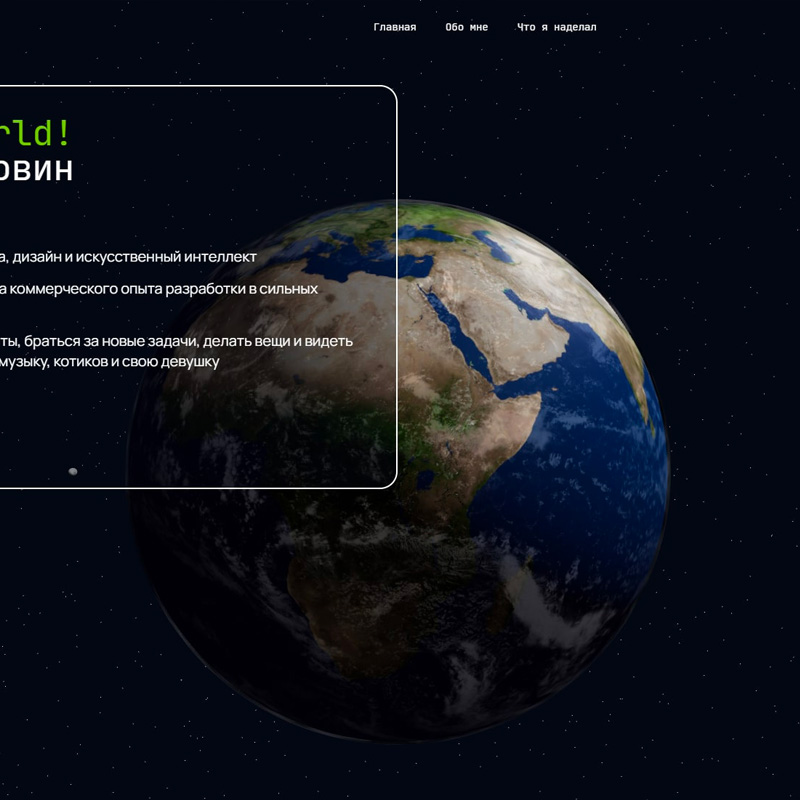 Главная Обо мне Что я наделал
rld!
овин
а, дизайн и искусственный интеллект
а коммерческого опыта разработки в сильных
ты, браться за новые задачи, делать вещи и видеть
музыку, котиков и свою девушку